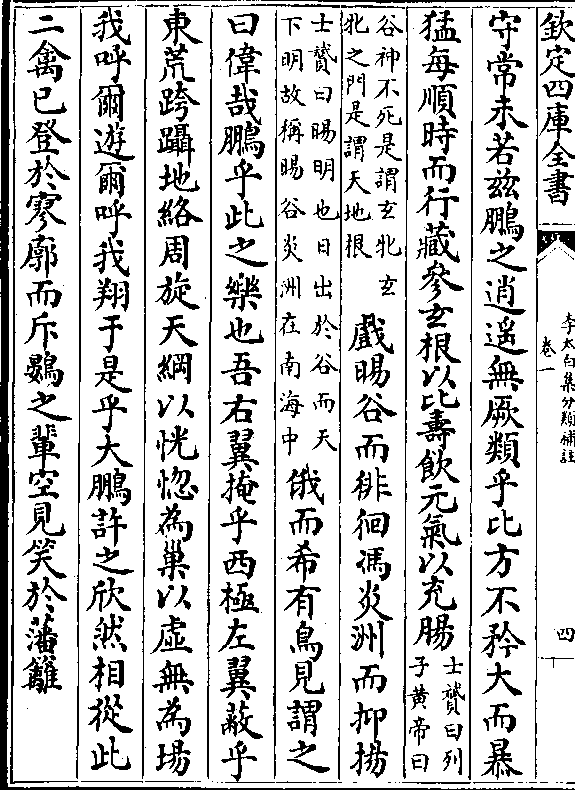 欽定四庫全書
李太白集分類補註
卷一
四
守常未若兹鵬之逍遥無厥類乎比方不矜大而暴
猛每順時而行藏參玄根以比壽飲元氣以充腸
士贇曰列
子黄帝曰
谷神不死是謂玄牝玄
牝之門是謂天地根
戲暘谷而徘徊馮炎洲而抑揚
士贇曰暘明也日出於谷而天
下明故稱暘谷炎洲在南海中
俄而希有鳥見謂之
曰偉哉鵬乎此之樂也吾右翼掩乎西極左翼蔽乎
東荒跨躡地絡周旋天綱以恍惚為巢以虚無為塲
我呼爾遊爾呼我翔于是乎大鵬許之欣然相從此
二禽已登於寥廓而斥鷃之輩空見笑於藩籬